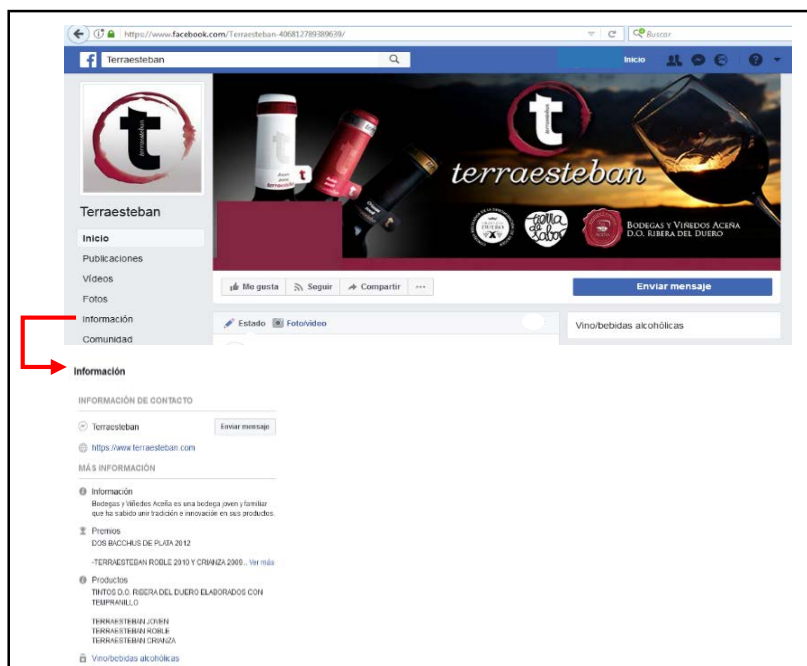 https://www.facebook.com/Terraesteban-406812789389639/
Buscar
Terraesteban
Inicio
t
terraesteban
tierra de sabor
BODEGAS Y VIÑEDOS ACEÑA
D.O. RIBERA DEL DUERO
Terraesteban
Inicio
Publicaciones
Vídeos
Fotos
Información
Comunidad
Me gusta
Seguir
Compartir
Enviar mensaje
Estado
Foto/vídeo
Vino/bebidas alcohólicas
Información
INFORMACIÓN DE CONTACTO
Terraesteban
Enviar mensaje
https://www.terraesteban.com
MÁS INFORMACIÓN
Información
Bodegas y Viñedos Aceña es una bodega joven y familiar
que ha sabido unir tradición e innovación en sus productos.
Premios
DOS BACCHUS DE PLATA 2012
-TERRAESTEBAN ROBLE 2010 Y CRIANZA 2009... Ver más
Productos
TINTOS D.O. RIBERA DEL DUERO ELABORADOS CON
TEMPRANILLO
TERRAESTEBAN JOVEN
TERRAESTEBAN ROBLE
TERRAESTEBAN CRIANZA
Vino/bebidas alcohólicas